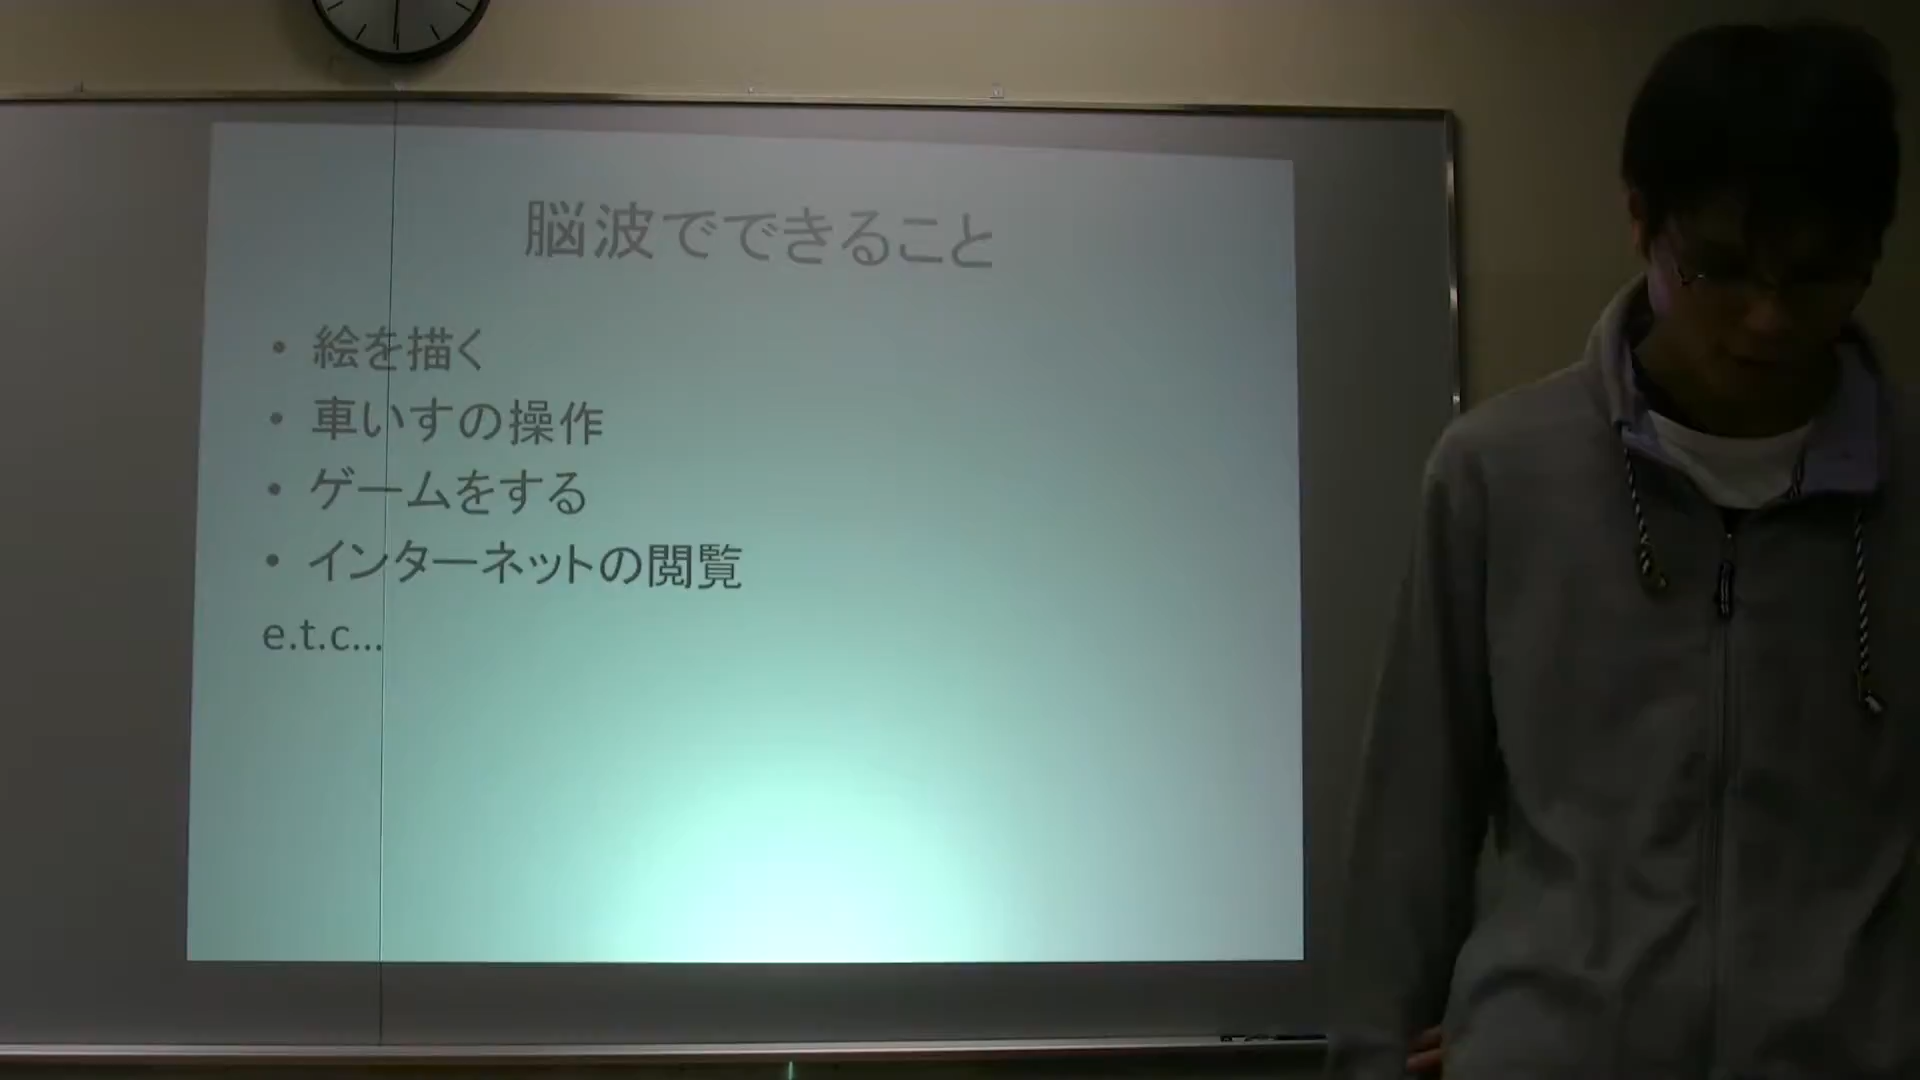 脳波でできること
• 絵を描く
• 車いすの操作
• ゲームをする
• インターネットの閲覧
e.t.c...